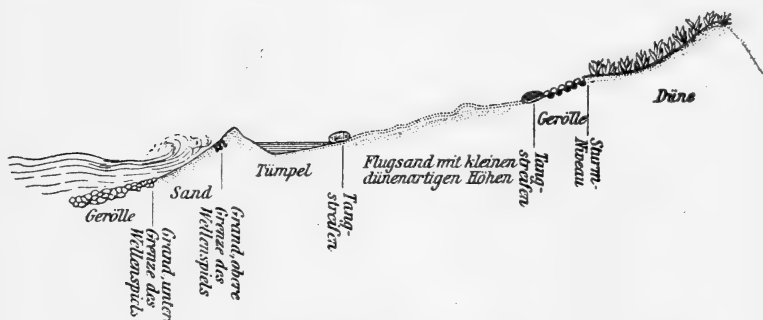 Gerölle
Grand, untere
Grenze des
Wellenspiels
Sand
Grand, obere
Grenze des
Wellenspiels
Tümpel
Tang-
streifen
Flugsand mit kleinen
dünenartigen Höhen
Tang-
streifen
Gerölle
Sturm-
Niveau
Düne